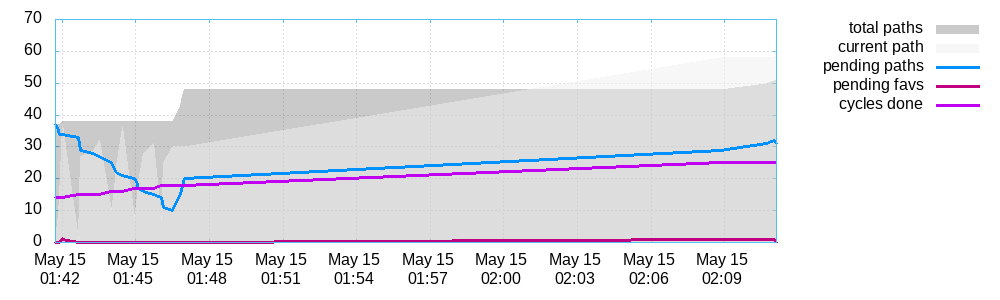 70
60
50
40
30
20
10
0
May 15 May 15 May 15 May 15 May 15 May 15 May 15 May 15 May 15 May 15
01:42 01:45 01:48 01:51 01:54 01:57 02:00 02:03 02:06 02:09
total paths
current path
pending paths
pending favs
cycles done